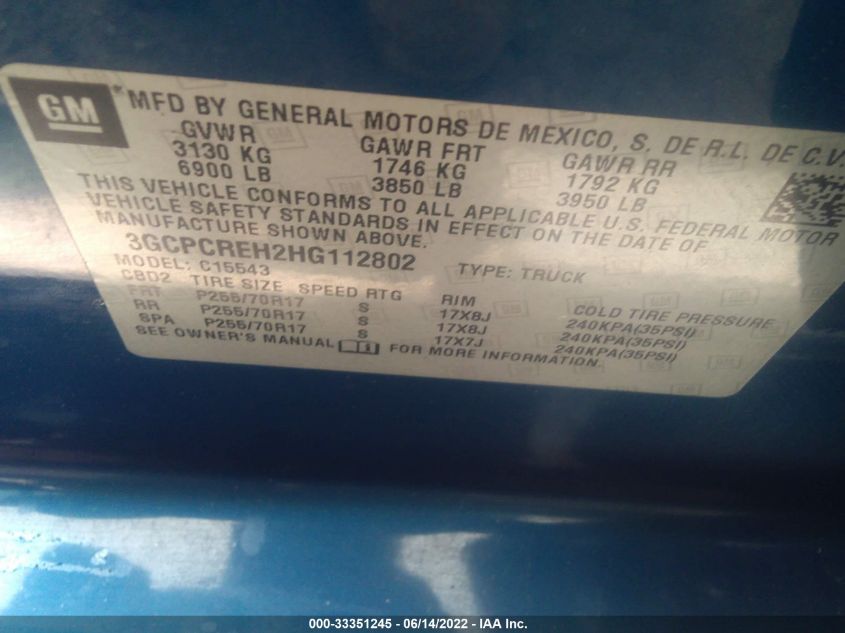 GM
*MFD BY GENERAL MOTORS DE MEXICO, S. DE R.L. DE C.V.
GVWR GAWR FRT GAWR RR
3130 KG 1746 KG 1792 KG
6900 LB 3850 LB 3950 LB
THIS VEHICLE CONFORMS TO ALL APPLICABLE U.S. FEDERAL MOTOR
VEHICLE SAFETY STANDARDS IN EFFECT ON THE DATE OF
MANUFACTURE SHOWN ABOVE.
3GCPCREH2HG112802 TYPE: TRUCK
MODEL: C15543
CBD2 TIRE SIZE SPEED RTG RIM COLD TIRE PRESSURE
FRT P255/70R17 S 17X8J 240KPA(35PSI)
RR P255/70R17 S 17X8J 240KPA(35PSI)
SPA P255/70R17 S 17X7J 240KPA(35PSI)
SEE OWNER'S MANUAL FOR MORE INFORMATION.
000-33351245 - 06/14/2022 - IAA Inc.